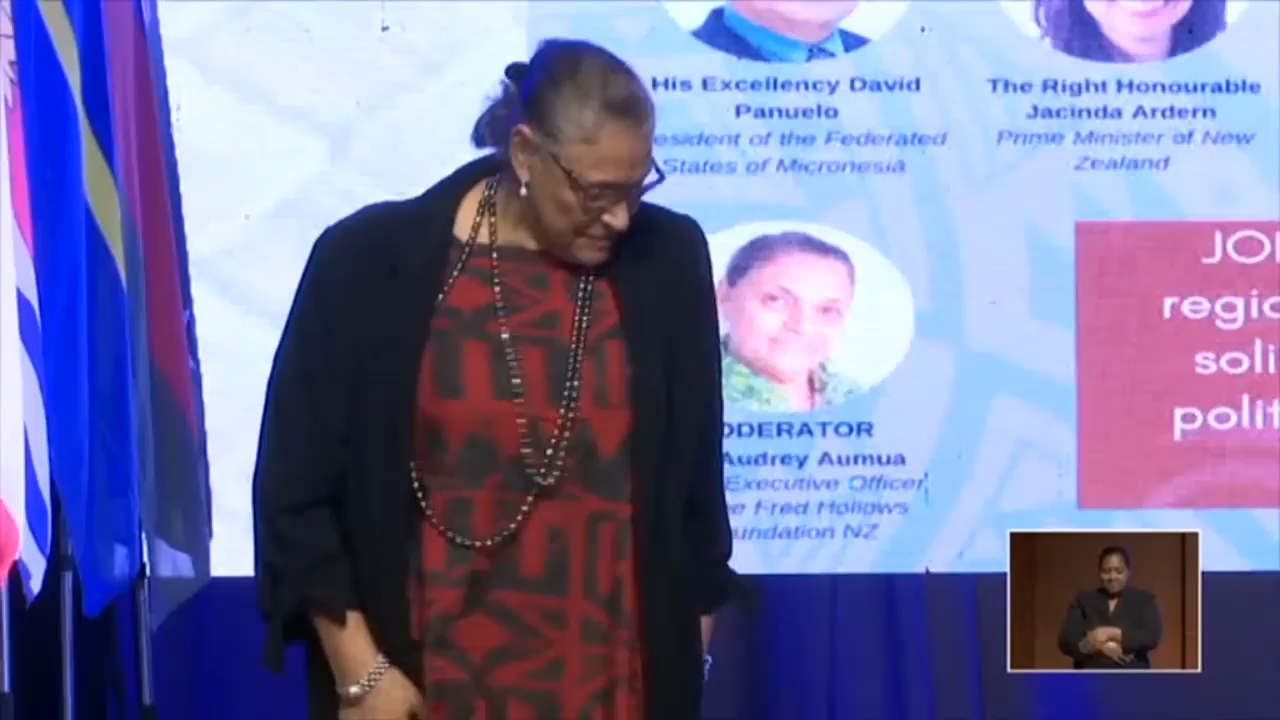 His Excellency David
Panuelo
esident of the Federated
States of Micronesia
The Right Honourable
Jacinda Ardern
Prime Minister of New
Zealand
ODERATOR
Audrey Aumua
Executive Officer
e Fred Hollows
undation NZ
JOI
regio
soli
polit